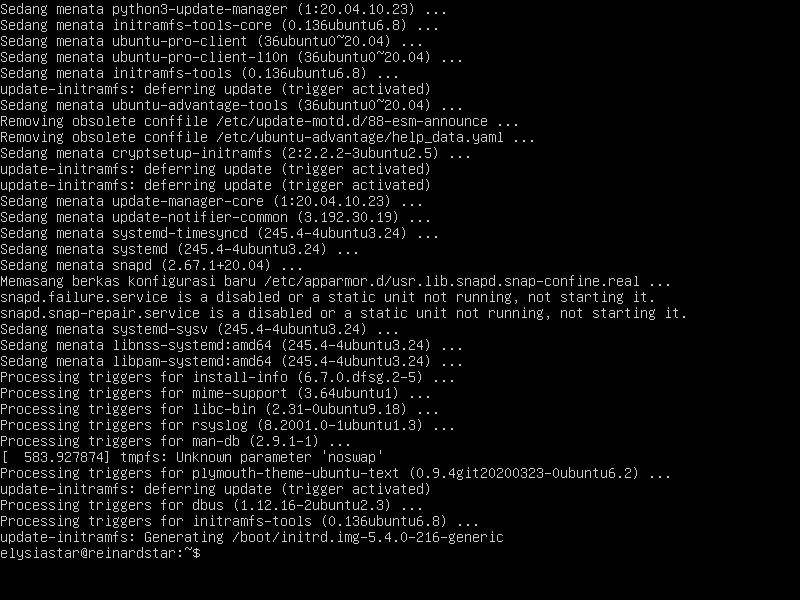 Sedang menata python3-update-manager (1:20.04.10.23) ...
Sedang menata initramfs-tools-core (0.136ubuntu6.8) ...
Sedang menata ubuntu-pro-client (36ubuntu0~20.04) ...
Sedang menata ubuntu-pro-client-l10n (36ubuntu0~20.04) ...
Sedang menata initramfs-tools (0.136ubuntu6.8) ...
update-initramfs: deferring update (trigger activated)
Sedang menata ubuntu-advantage-tools (36ubuntu0~20.04) ...
Removing obsolete conffile /etc/update-motd.d/88-esm-announce ...
Removing obsolete conffile /etc/ubuntu-advantage/help_data.yaml ...
Sedang menata cryptsetup-initramfs (2:2.2.2-3ubuntu2.5) ...
update-initramfs: deferring update (trigger activated)
update-initramfs: deferring update (trigger activated)
Sedang menata update-manager-core (1:20.04.10.23) ...
Sedang menata update-notifier-common (3.192.30.19) ...
Sedang menata systemd-timesyncd (245.4-4ubuntu3.24) ...
Sedang menata systemd (245.4-4ubuntu3.24) ...
Sedang menata snapd (2.67.1+20.04) ...
Memasang berkas konfigurasi baru /etc/apparmor.d/usr.lib.snapd.snap-confine.real ...
snapd.failure.service is a disabled or a static unit not running, not starting it.
snapd.snap-repair.service is a disabled or a static unit not running, not starting it.
Sedang menata systemd-sysv (245.4-4ubuntu3.24) ...
Sedang menata libnss-systemd:amd64 (245.4-4ubuntu3.24) ...
Sedang menata libpam-systemd:amd64 (245.4-4ubuntu3.24) ...
Processing triggers for install-info (6.7.0.dfsg.2-5) ...
Processing triggers for mime-support (3.64ubuntu1) ...
Processing triggers for libc-bin (2.31-0ubuntu9.18) ...
Processing triggers for rsyslog (8.2001.0-1ubuntu1.3) ...
Processing triggers for man-db (2.9.1-1) ...
[  583.927874] tmpfs: Unknown parameter 'noswap'
Processing triggers for plymouth-theme-ubuntu-text (0.9.4git20200323-0ubuntu6.2) ...
update-initramfs: deferring update (trigger activated)
Processing triggers for dbus (1.12.16-2ubuntu2.3) ...
Processing triggers for initramfs-tools (0.136ubuntu6.8) ...
update-initramfs: Generating /boot/initrd.img-5.4.0-216-generic
elysiastar@reinardstar:~$